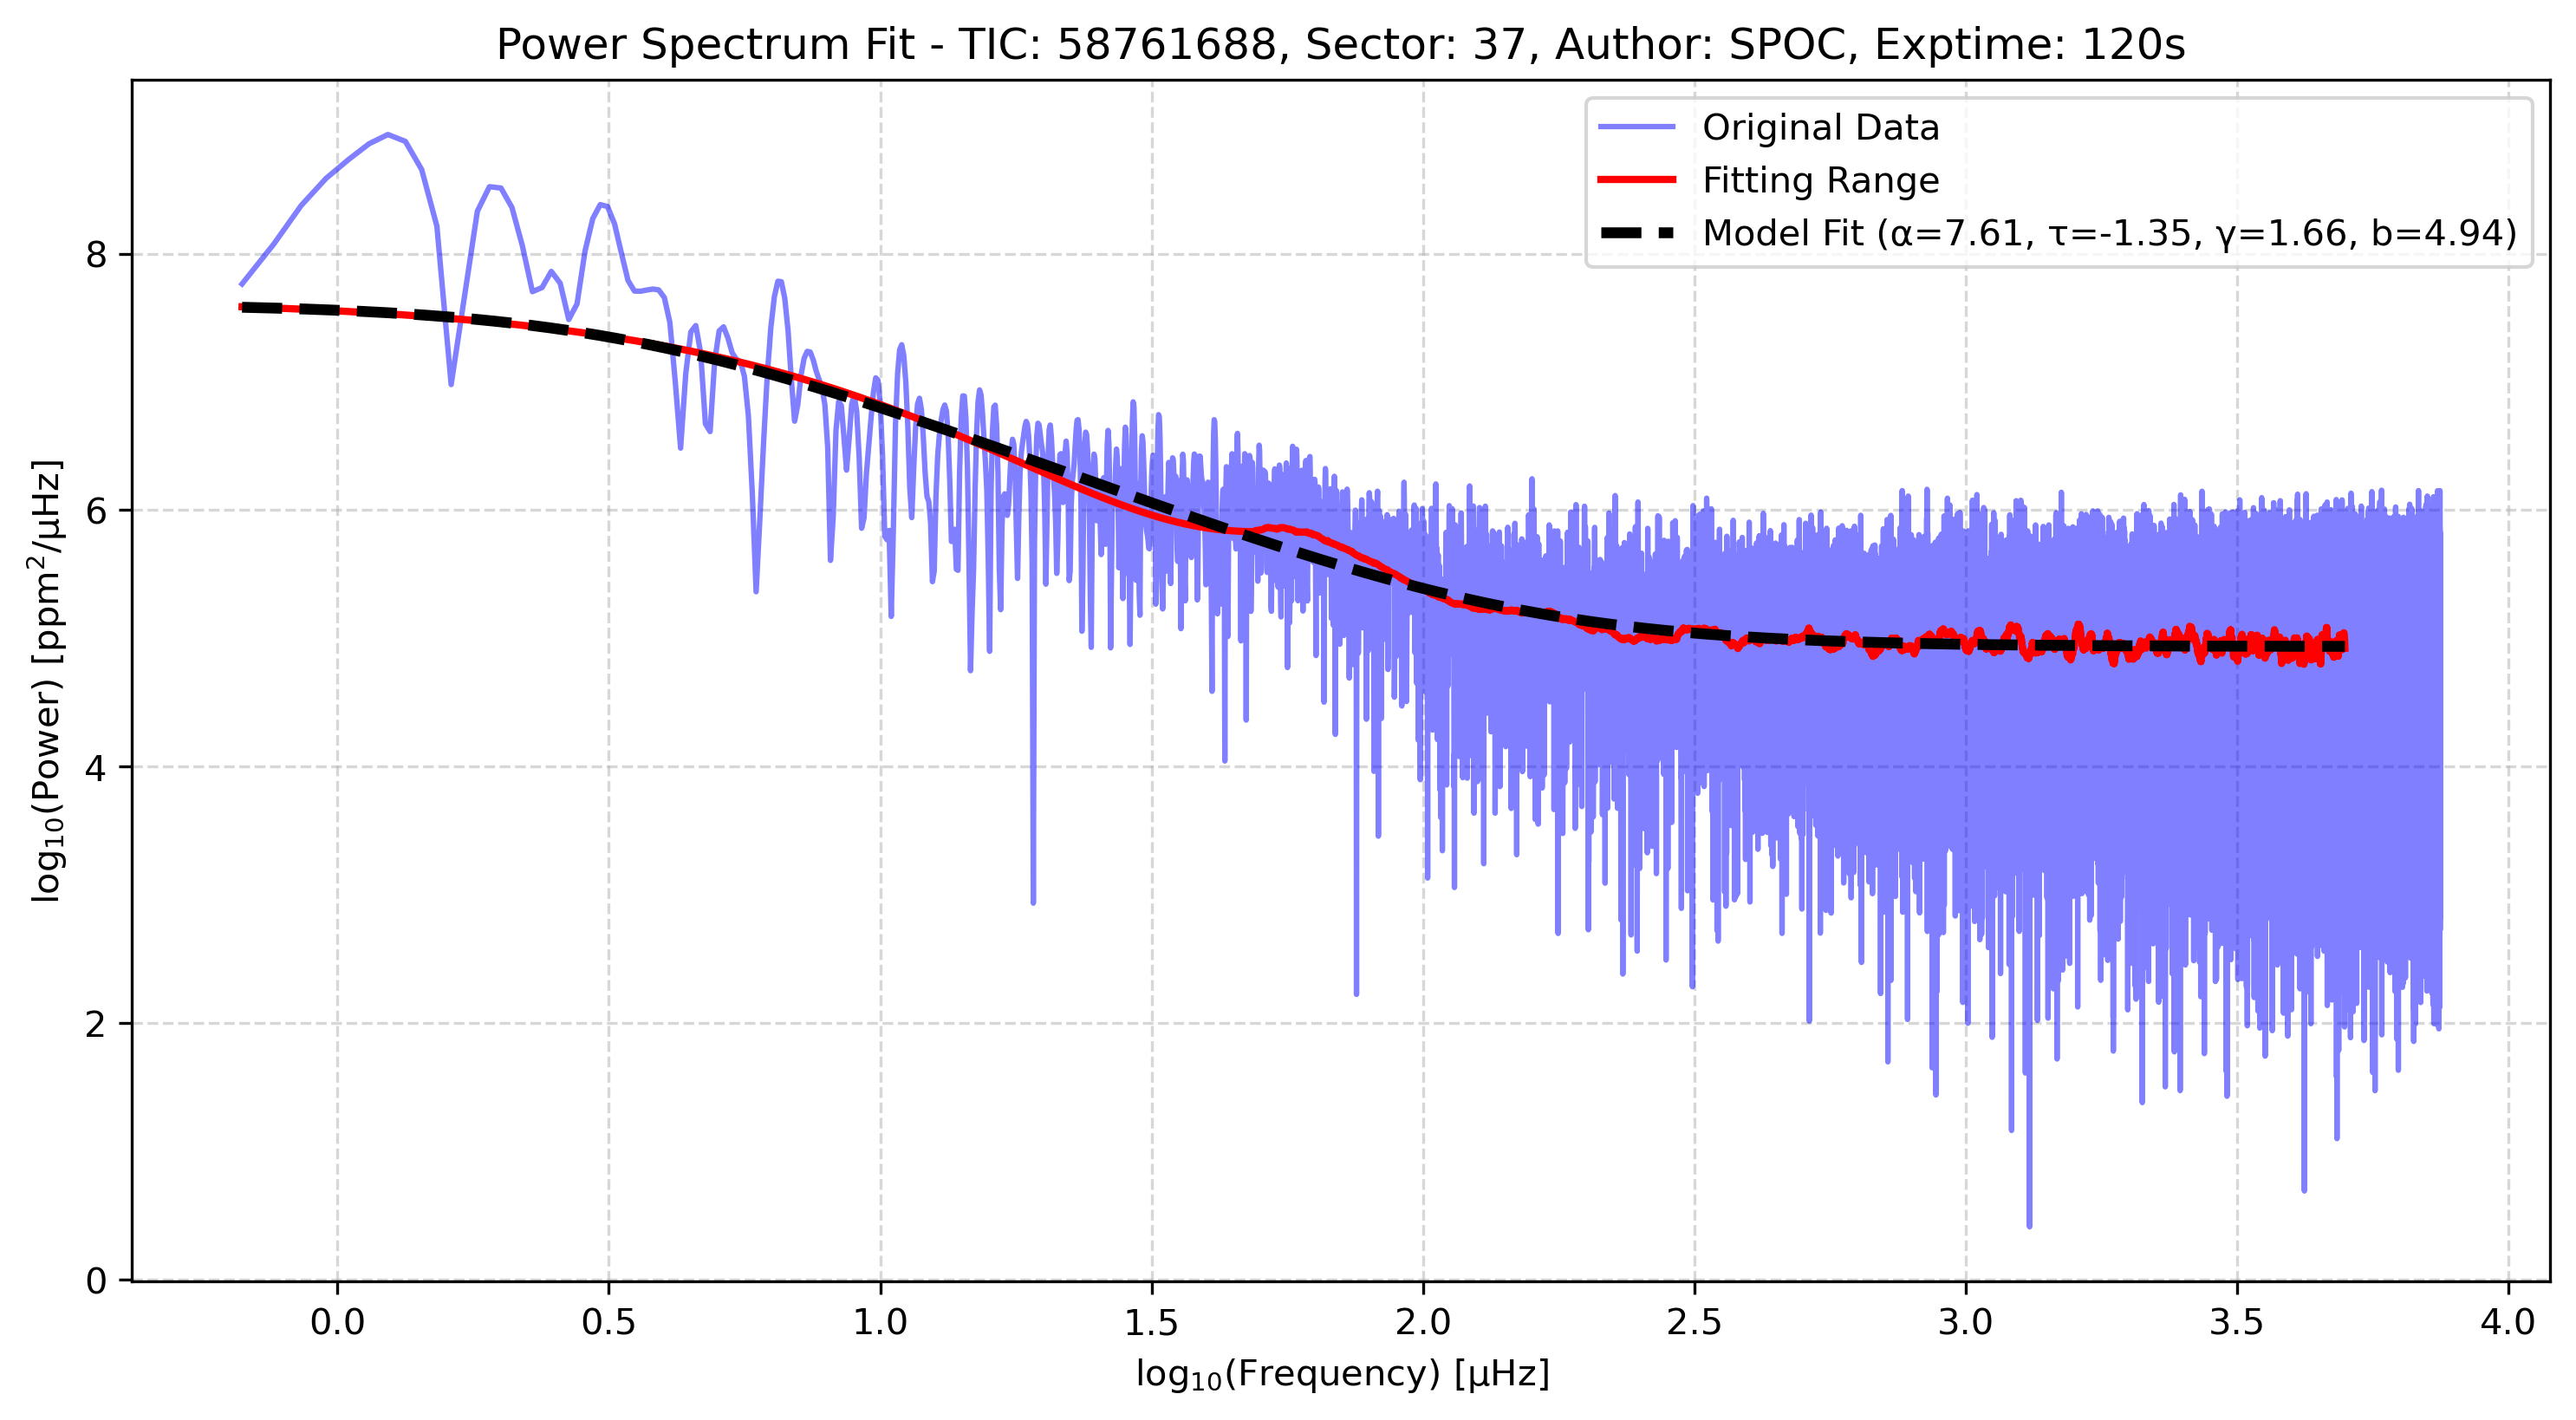 Power Spectrum Fit - TIC: 58761688, Sector: 37, Author: SPOC, Exptime: 120s
Original Data
Fitting Range
Model Fit (α=7.61, τ=-1.35, γ=1.66, b=4.94)
log₁₀(Power) [ppm²/μHz]
8
6
4
2
0
0.0 0.5 1.0 1.5 2.0 2.5 3.0 3.5 4.0
log₁₀(Frequency) [μHz]